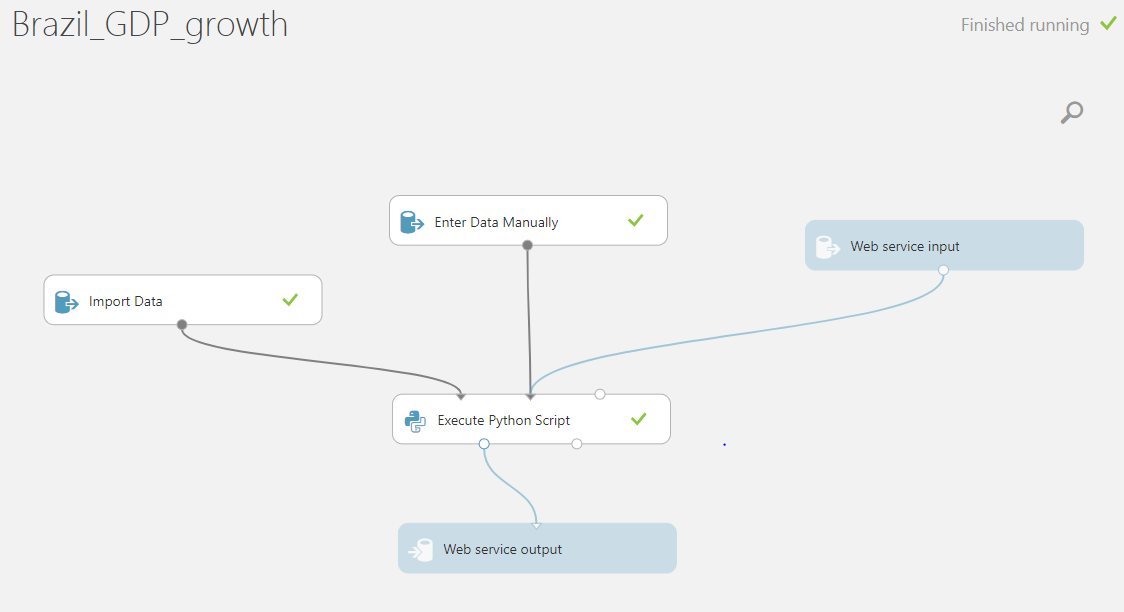 Brazil_GDP_growth
Finished running
Enter Data Manually
Web service input
Import Data
Execute Python Script
Web service output